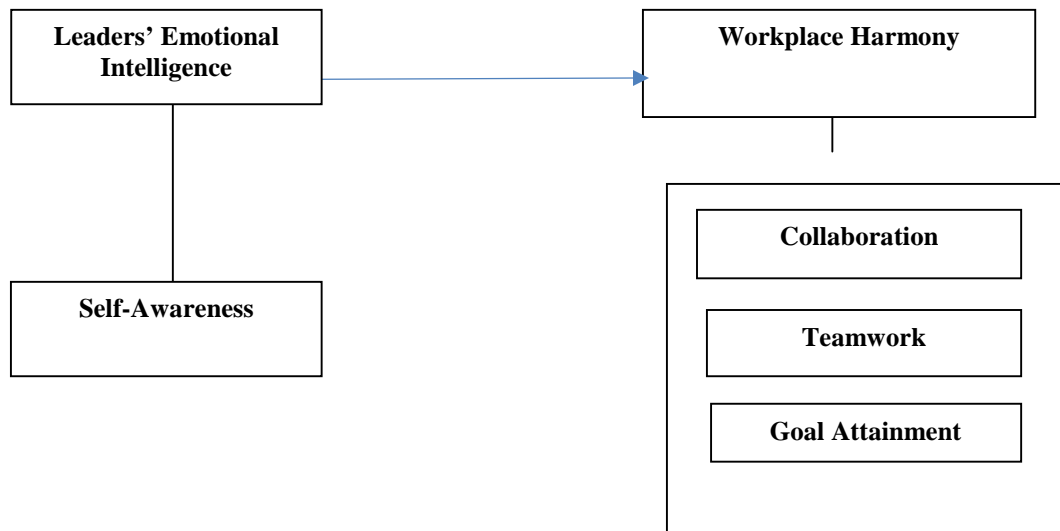 Leaders’ Emotional
Intelligence
Workplace Harmony
Self-Awareness
Collaboration
Teamwork
Goal Attainment